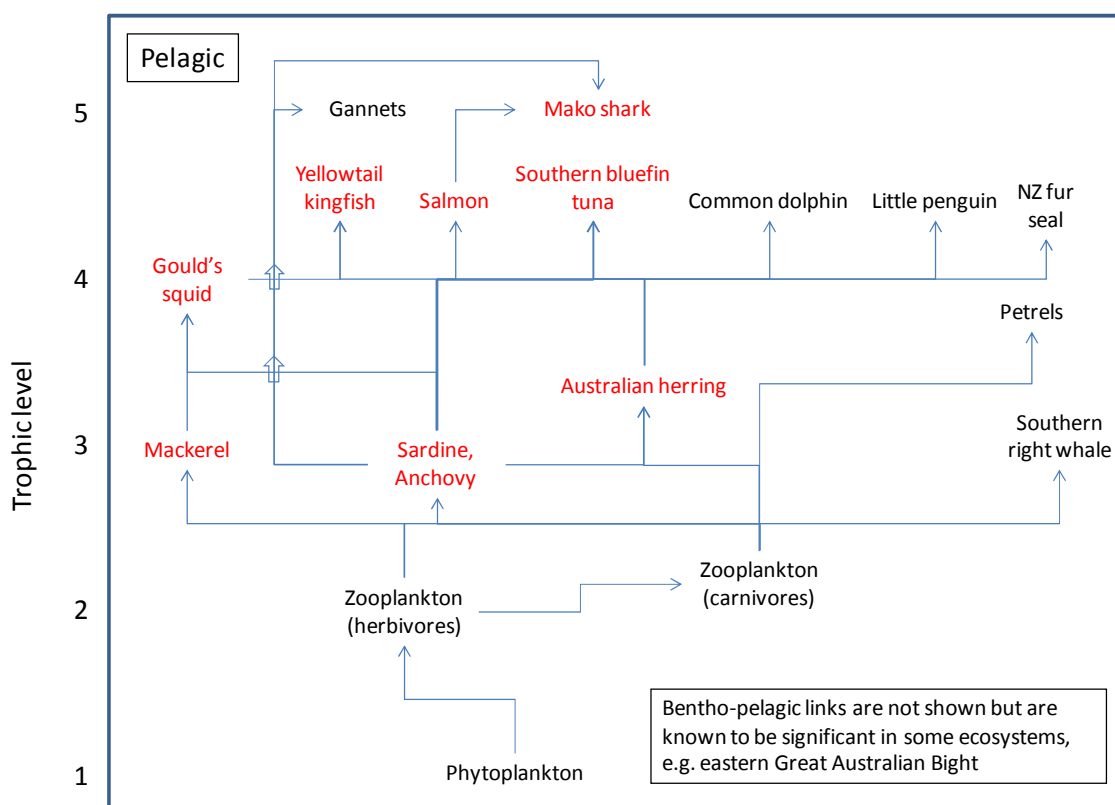 Pelagic
5
Gannets
Mako shark
Yellowtail
kingfish
Salmon
Southern bluefin
tuna
Common dolphin
Little penguin
NZ fur
seal
4
Gould's
squid
Petrels
Trophic level
Australian herring
3
Mackerel
Sardine,
Anchovy
Southern
right whale
2
Zooplankton
(herbivores)
Zooplankton
(carnivores)
Bentho-pelagic links are not shown but are
known to be significant in some ecosystems,
e.g. eastern Great Australian Bight
1
Phytoplankton